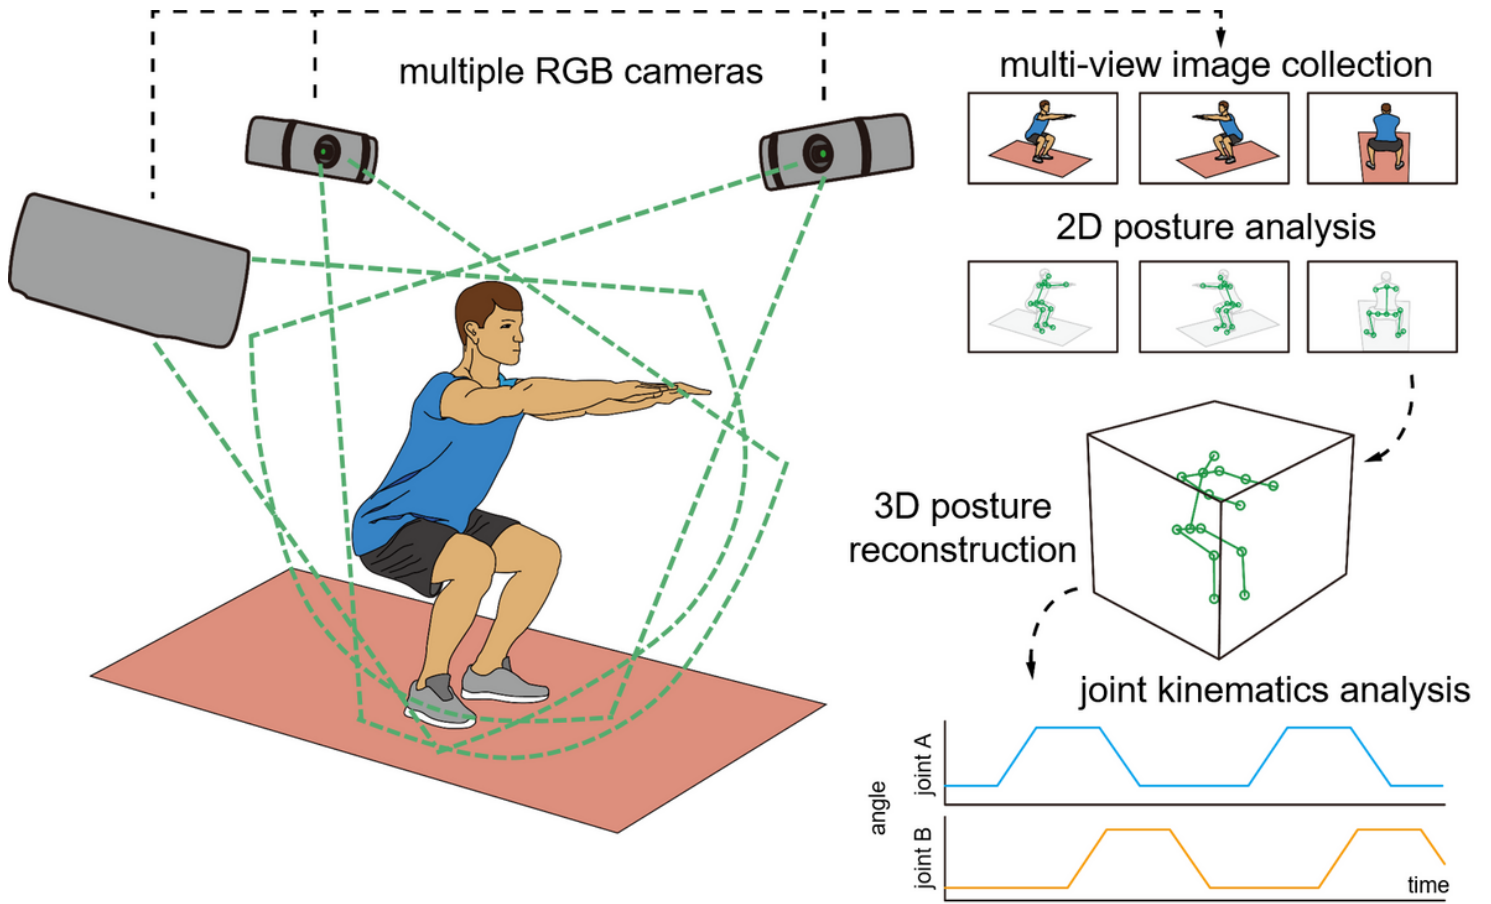 multiple RGB cameras
multi-view image collection
2D posture analysis
3D posture
reconstruction
joint kinematics analysis
angle
joint A
joint B
time